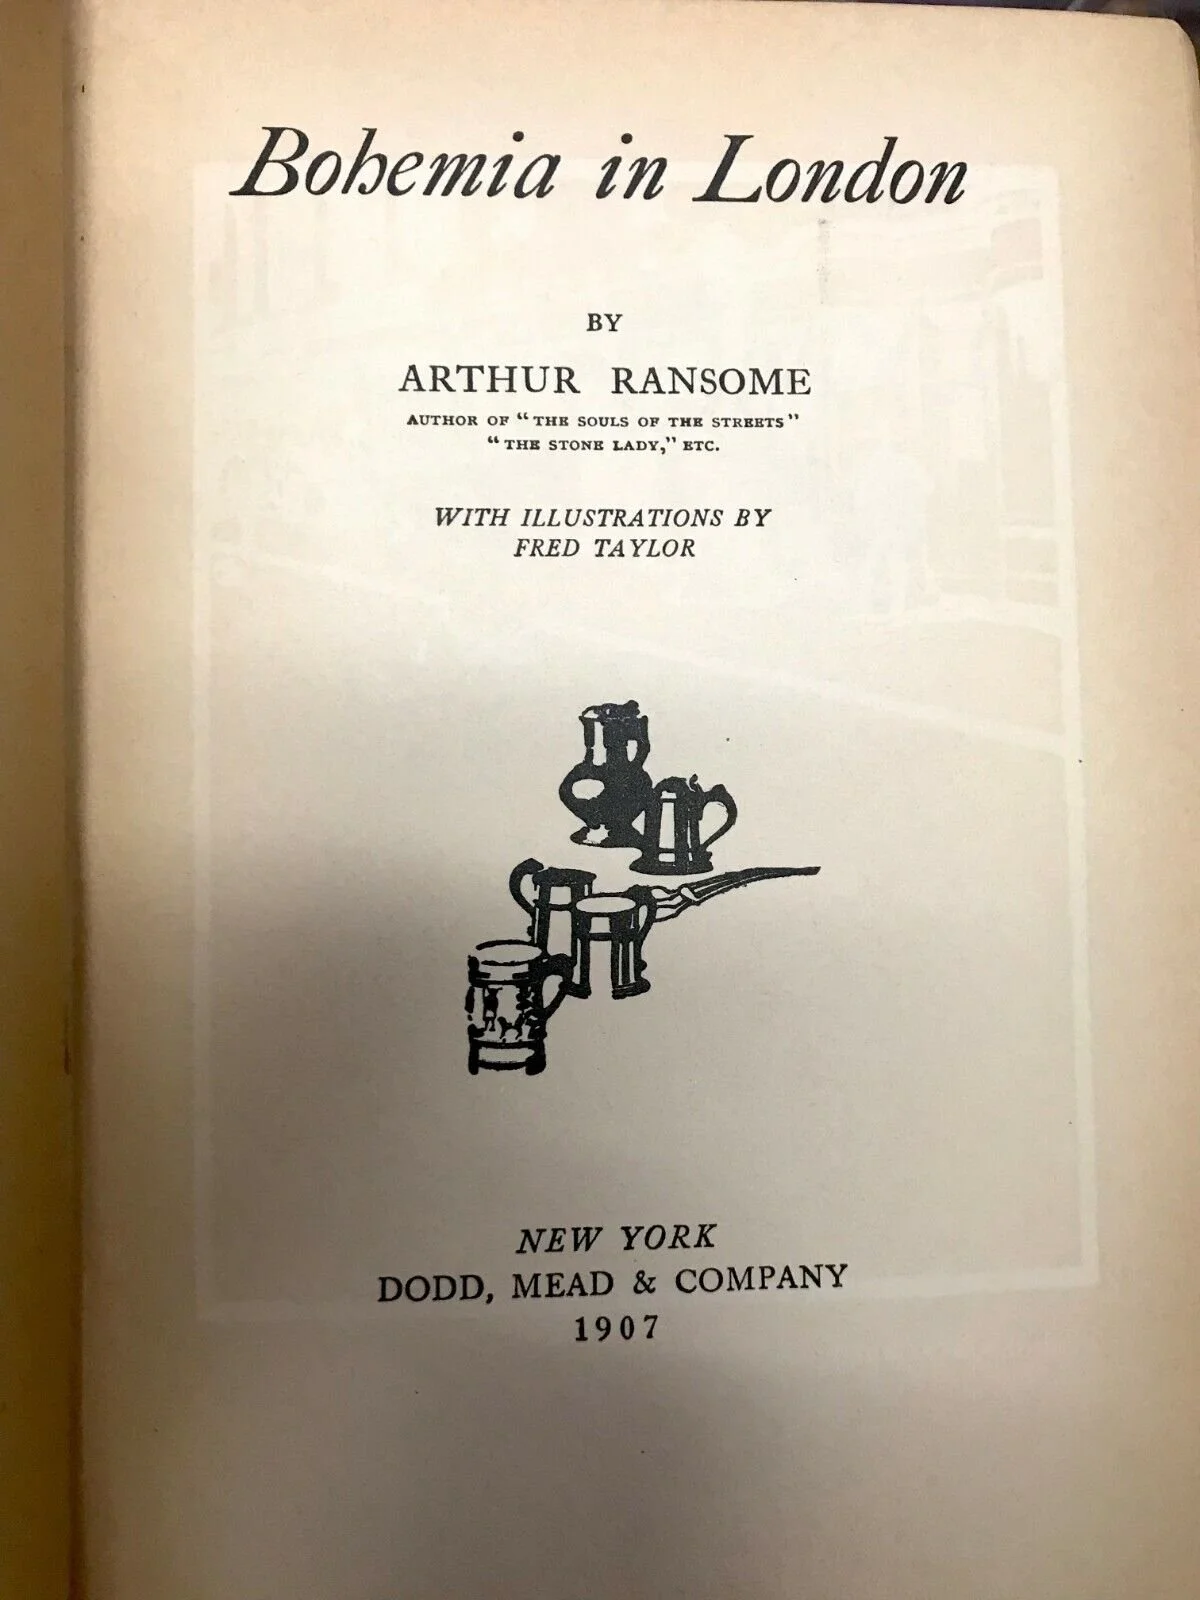 Bohemia in London
BY
ARTHUR RANSOME
AUTHOR OF "THE SOULS OF THE STREETS"
"THE STONE LADY," ETC.
WITH ILLUSTRATIONS BY
FRED TAYLOR
NEW YORK
DODD, MEAD & COMPANY
1907